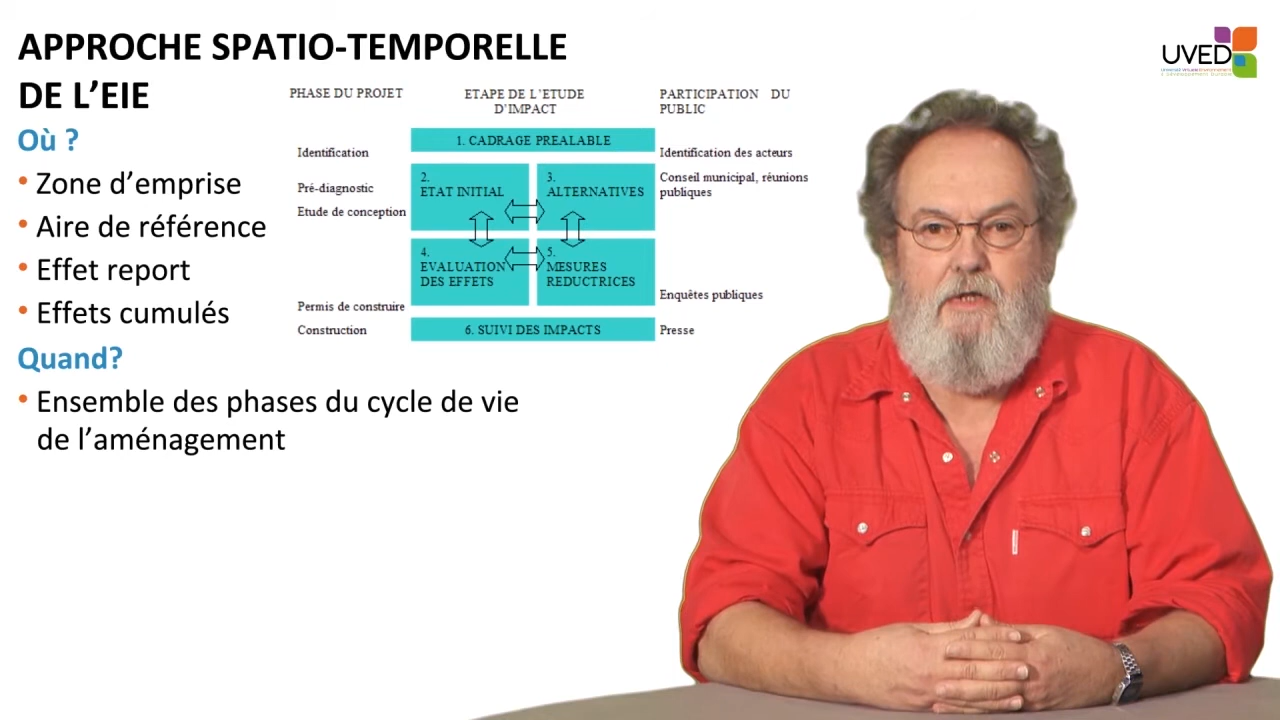 APPROCHE SPATIO-TEMPORELLE
DE L’EIE
UVED
Où ?
• Zone d’emprise
• Aire de référence
• Effet report
• Effets cumulés
Quand?
• Ensemble des phases du cycle de vie
de l’aménagement
PHASE DU PROJET
ETAPE DE L’ETUDE
D’IMPACT
PARTICIPATION DU
PUBLIC
1. CADRAGE PREALABLE
Identification
Identification des acteurs
2.
ETAT INITIAL
3.
ALTERNATIVES
Pré-diagnostic
Etude de conception
Conseil municipal, réunions
publiques
4.
EVALUATION
DES EFFETS
5.
MESURES
REDUCTRICES
Enquêtes publiques
Permis de construire
Construction
6. SUIVI DES IMPACTS
Presse